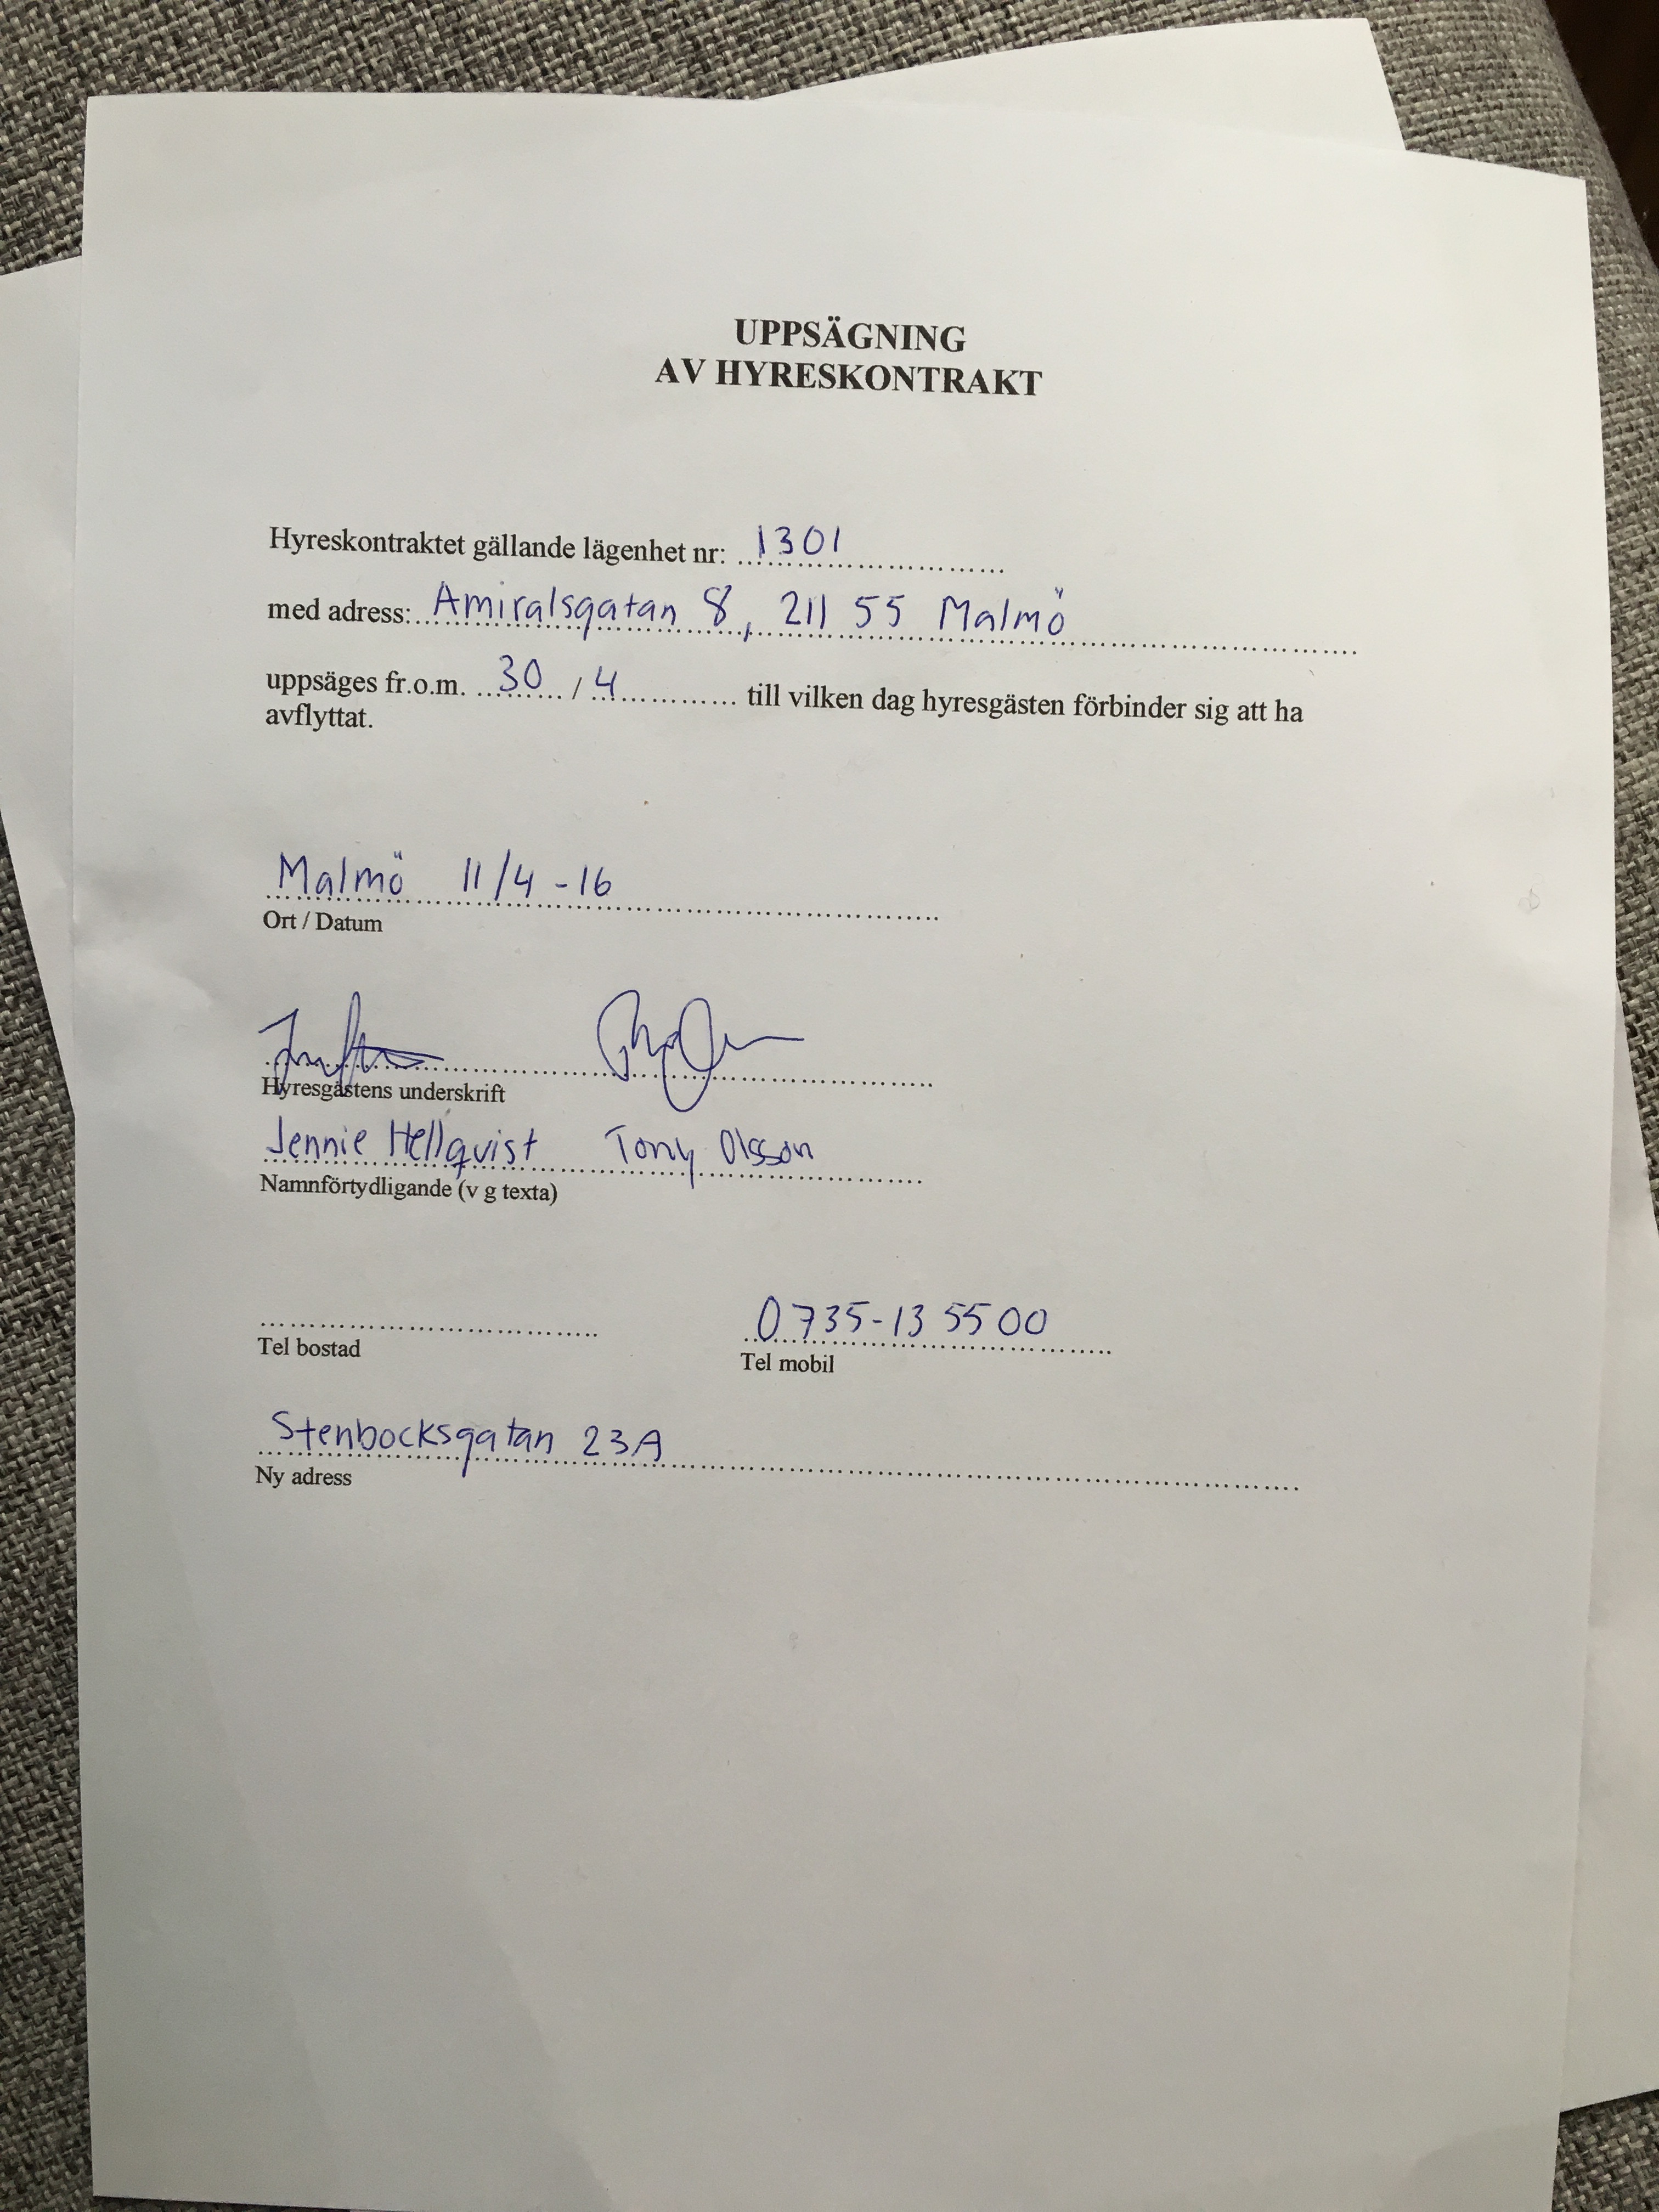 UPPSÄGNING
AV HYRESKONTRAKT
Hyreskontraktet gällande lägenhet nr: 1301
med adress: Amiralsgatan 8, 211 55 Malmö
uppsäges fr.o.m. 30 / 4 till vilken dag hyresgästen förbinder sig att ha
avflyttat.
Malmö 11/4 -16
Ort / Datum
Hyresgästens underskrift
Jennie Hellqvist Tony Olsson
Namnförtydligande (v g texta)
0735-13 55 00
Tel bostad Tel mobil
Stenbocksgatan 23A
Ny adress